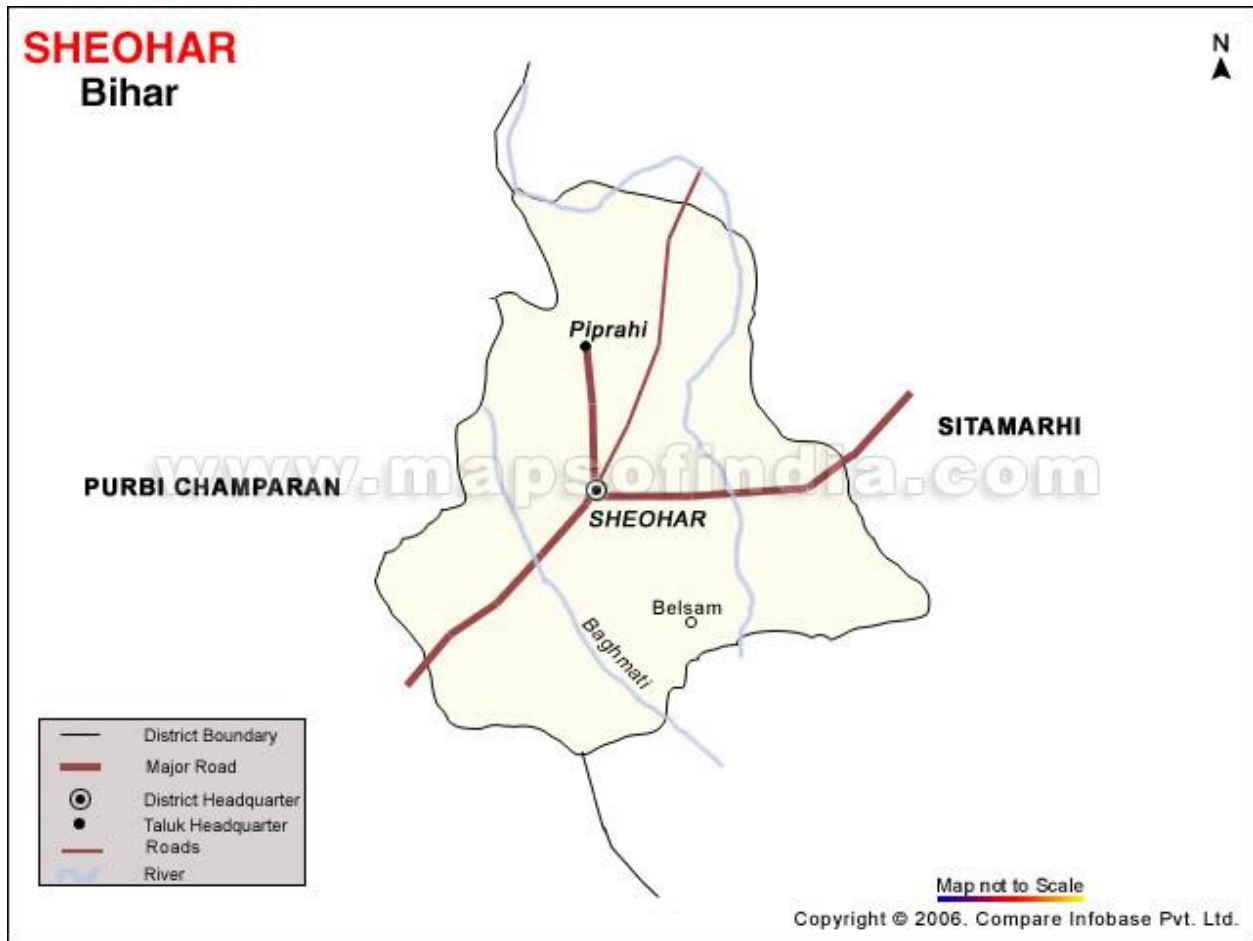 SHEOHAR
Bihar
N
Piprahi
SITAMARHI
www.mapsofindia.com
PURBI CHAMPARAN
SHEOHAR
Belsam
Baghmati
District Boundary
Major Road
District Headquarter
Taluk Headquarter
Roads
River
Map not to Scale
Copyright © 2006. Compare Infobase Pvt. Ltd.